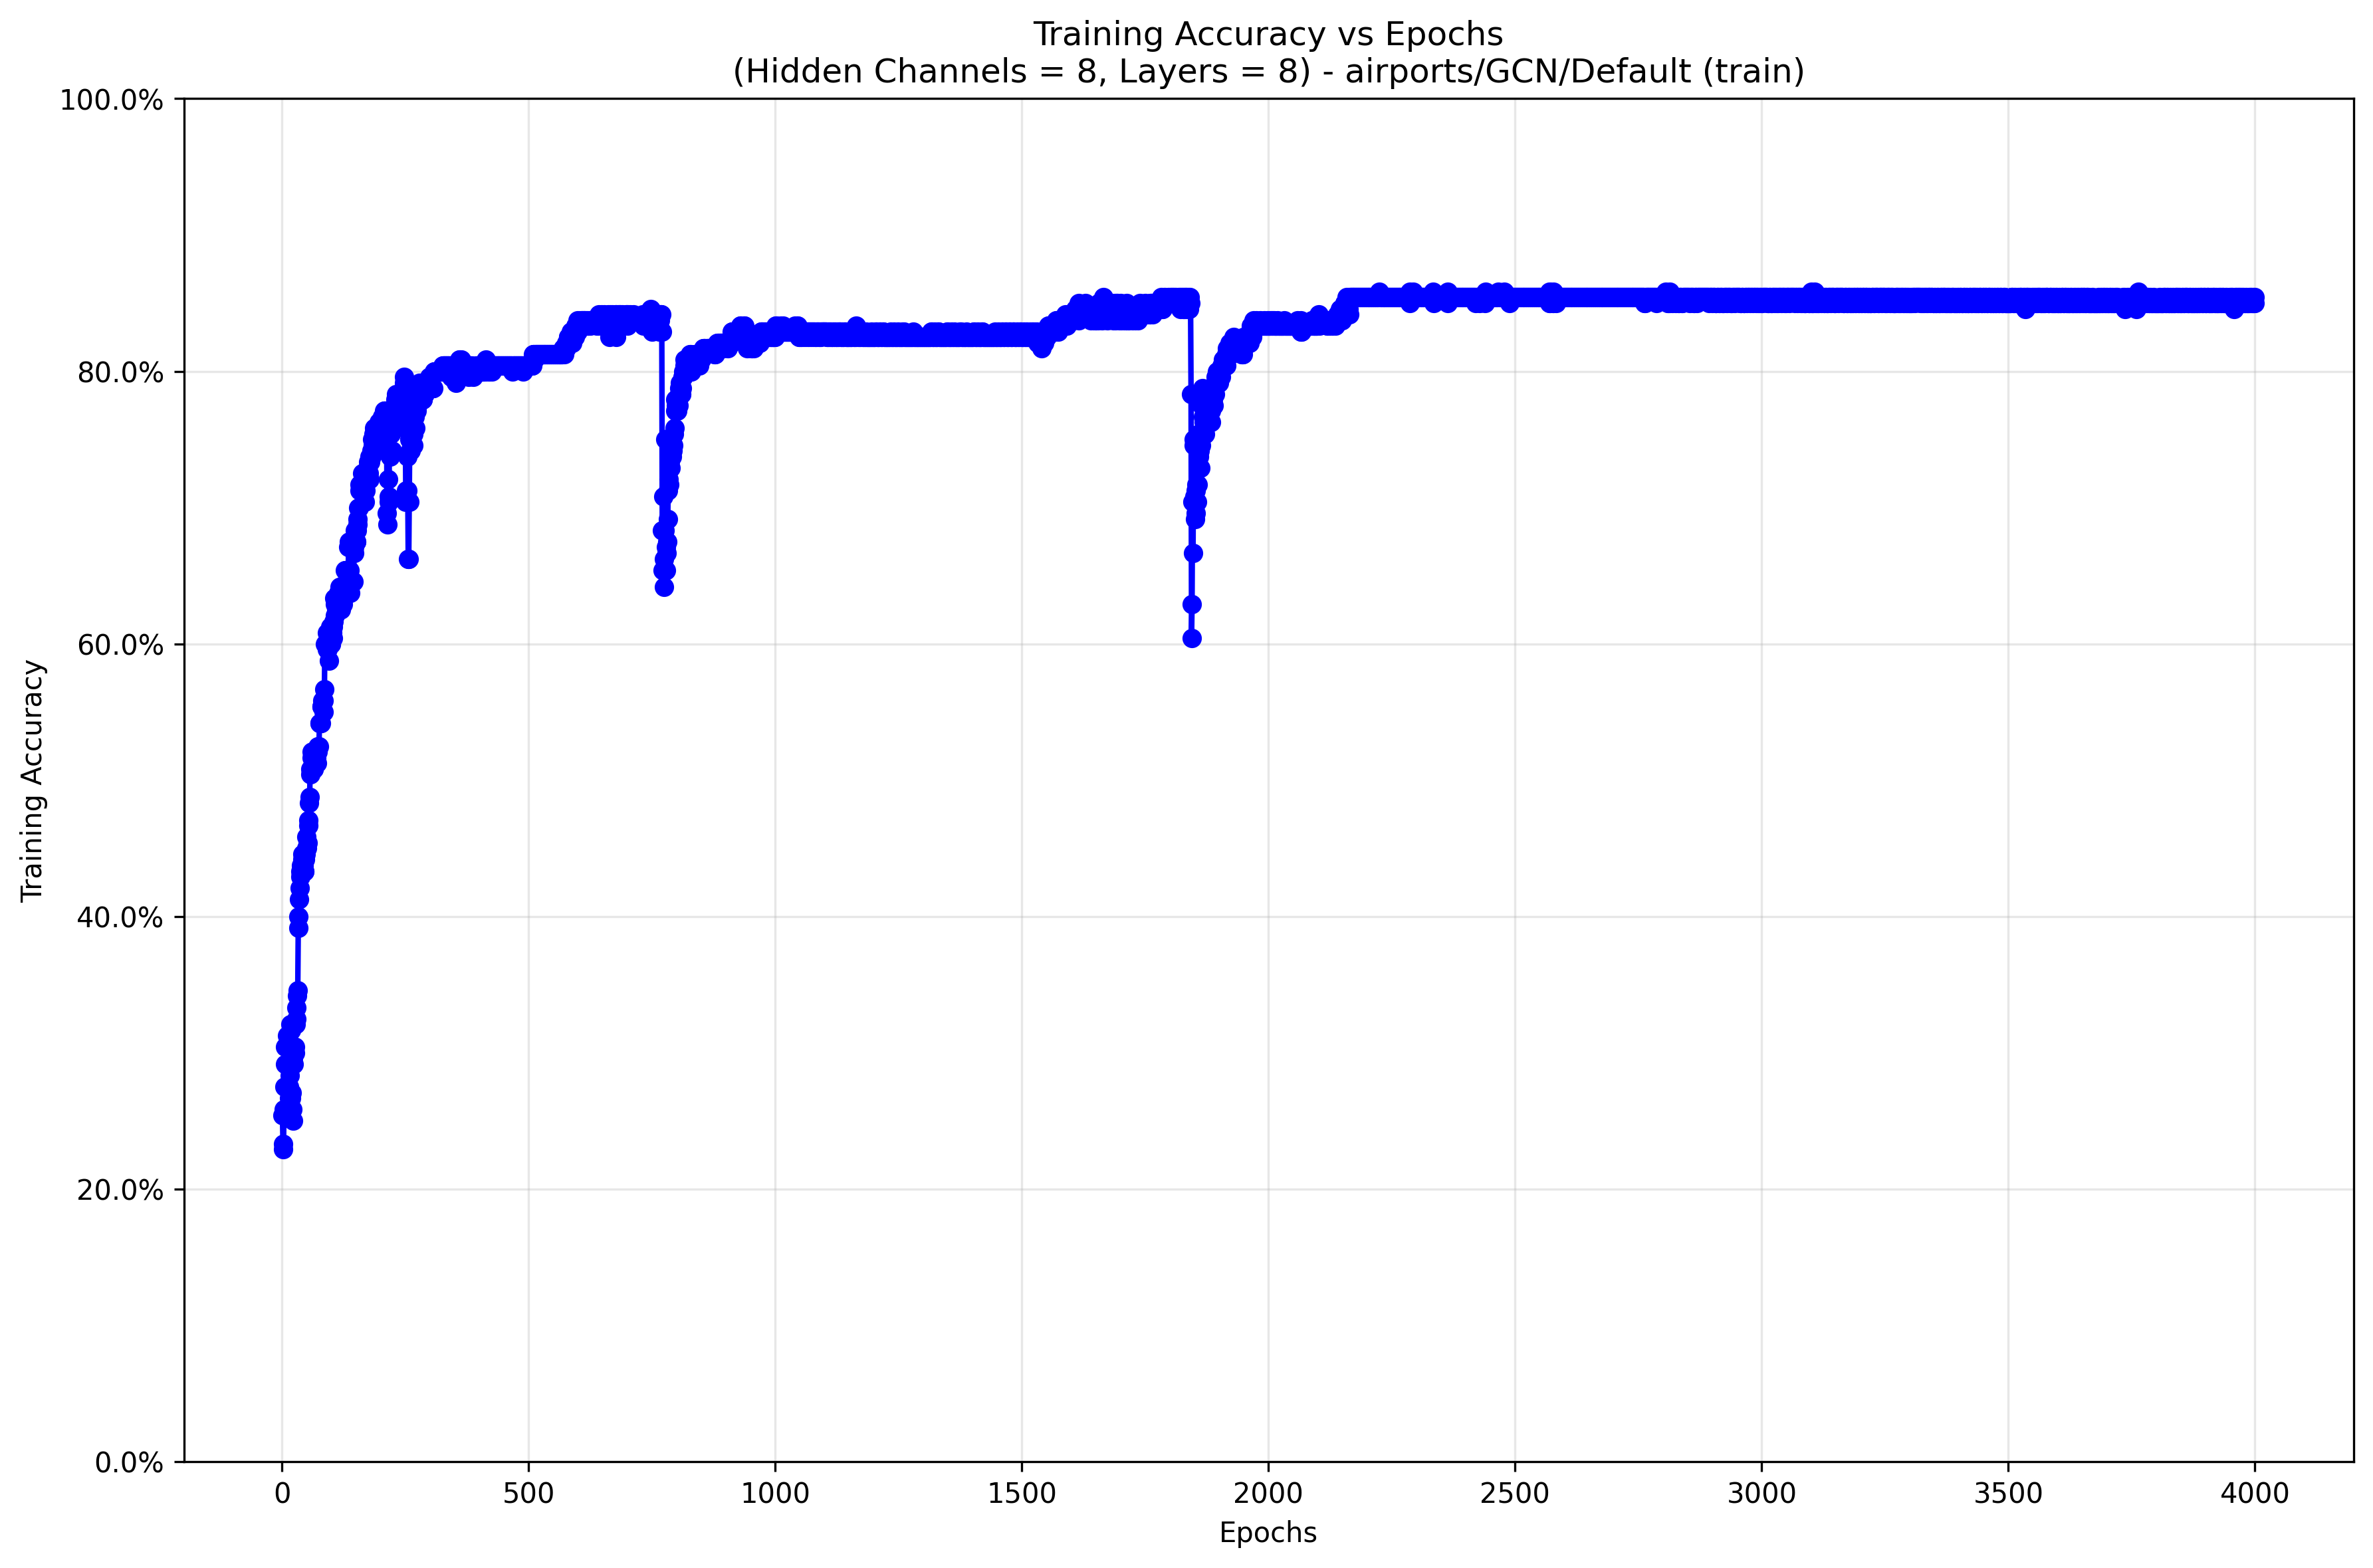 Training Accuracy vs Epochs
(Hidden Channels = 8, Layers = 8) - airports/GCN/Default (train)
100.0%
80.0%
60.0%
40.0%
20.0%
0.0%
Training Accuracy
0 500 1000 1500 2000 2500 3000 3500 4000
Epochs